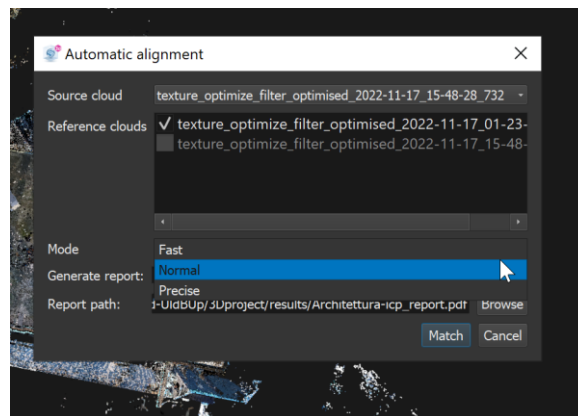 Automatic alignment
Source cloud texture_optimize_filter_optimised_2022-11-17_15-48-28_732
Reference clouds texture_optimize_filter_optimised_2022-11-17_01-23-
texture_optimize_filter_optimised_2022-11-17_15-48-
Mode Fast
Normal
Generate report:
Precise
Report path: 3Dproject/results/Architettura-icp_report.pdf Browse
Match Cancel